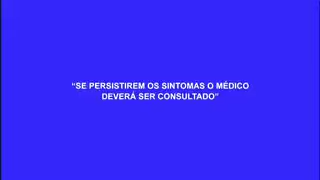 “SE PERSISTIREM OS SINTOMAS O MÉDICO
DEVERÁ SER CONSULTADO”